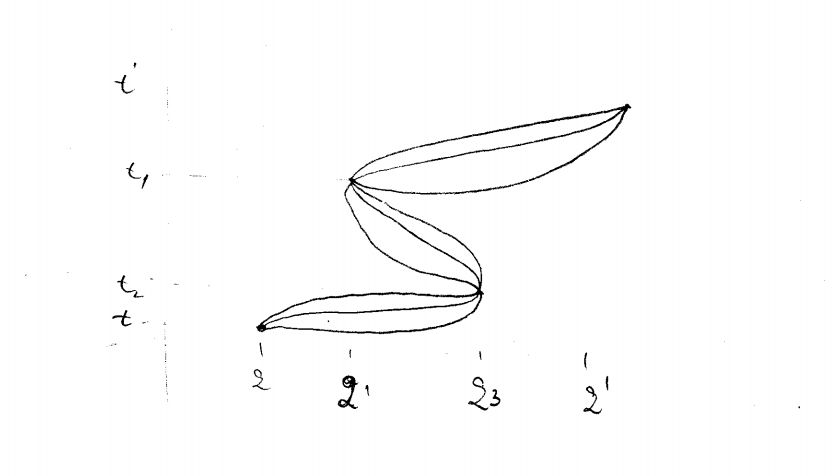 t'
t₁
t₂
t
q q₁ q₃ q'